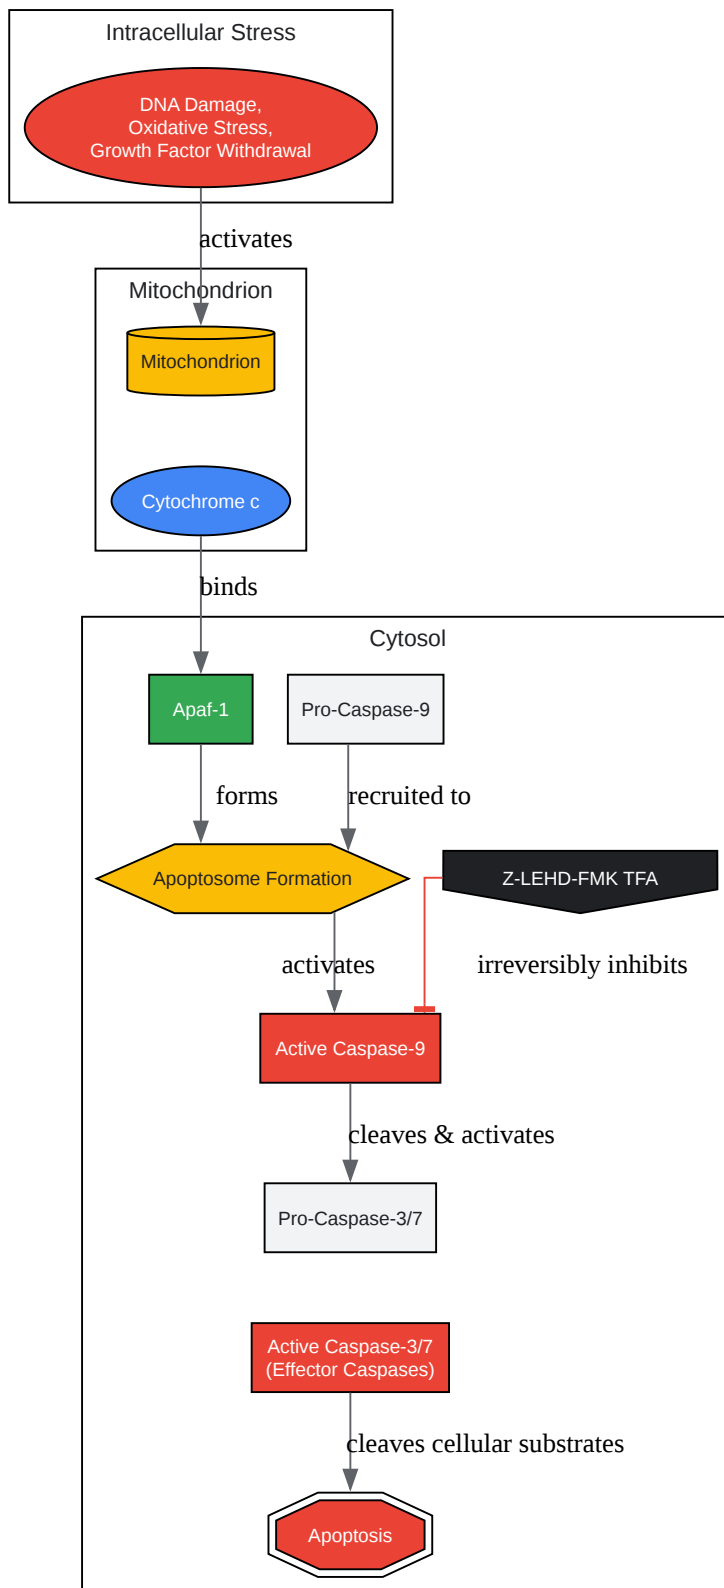 Intracellular Stress
DNA Damage,
Oxidative Stress,
Growth Factor Withdrawal
activates
Mitochondrion
Mitochondrion
Cytochrome c
binds
Cytosol
Apaf-1
Pro-Caspase-9
forms
recruited to
Apoptosome Formation
Z-LEHD-FMK TFA
activates
irreversibly inhibits
Active Caspase-9
cleaves & activates
Pro-Caspase-3/7
Active Caspase-3/7
(Effector Caspases)
cleaves cellular substrates
Apoptosis